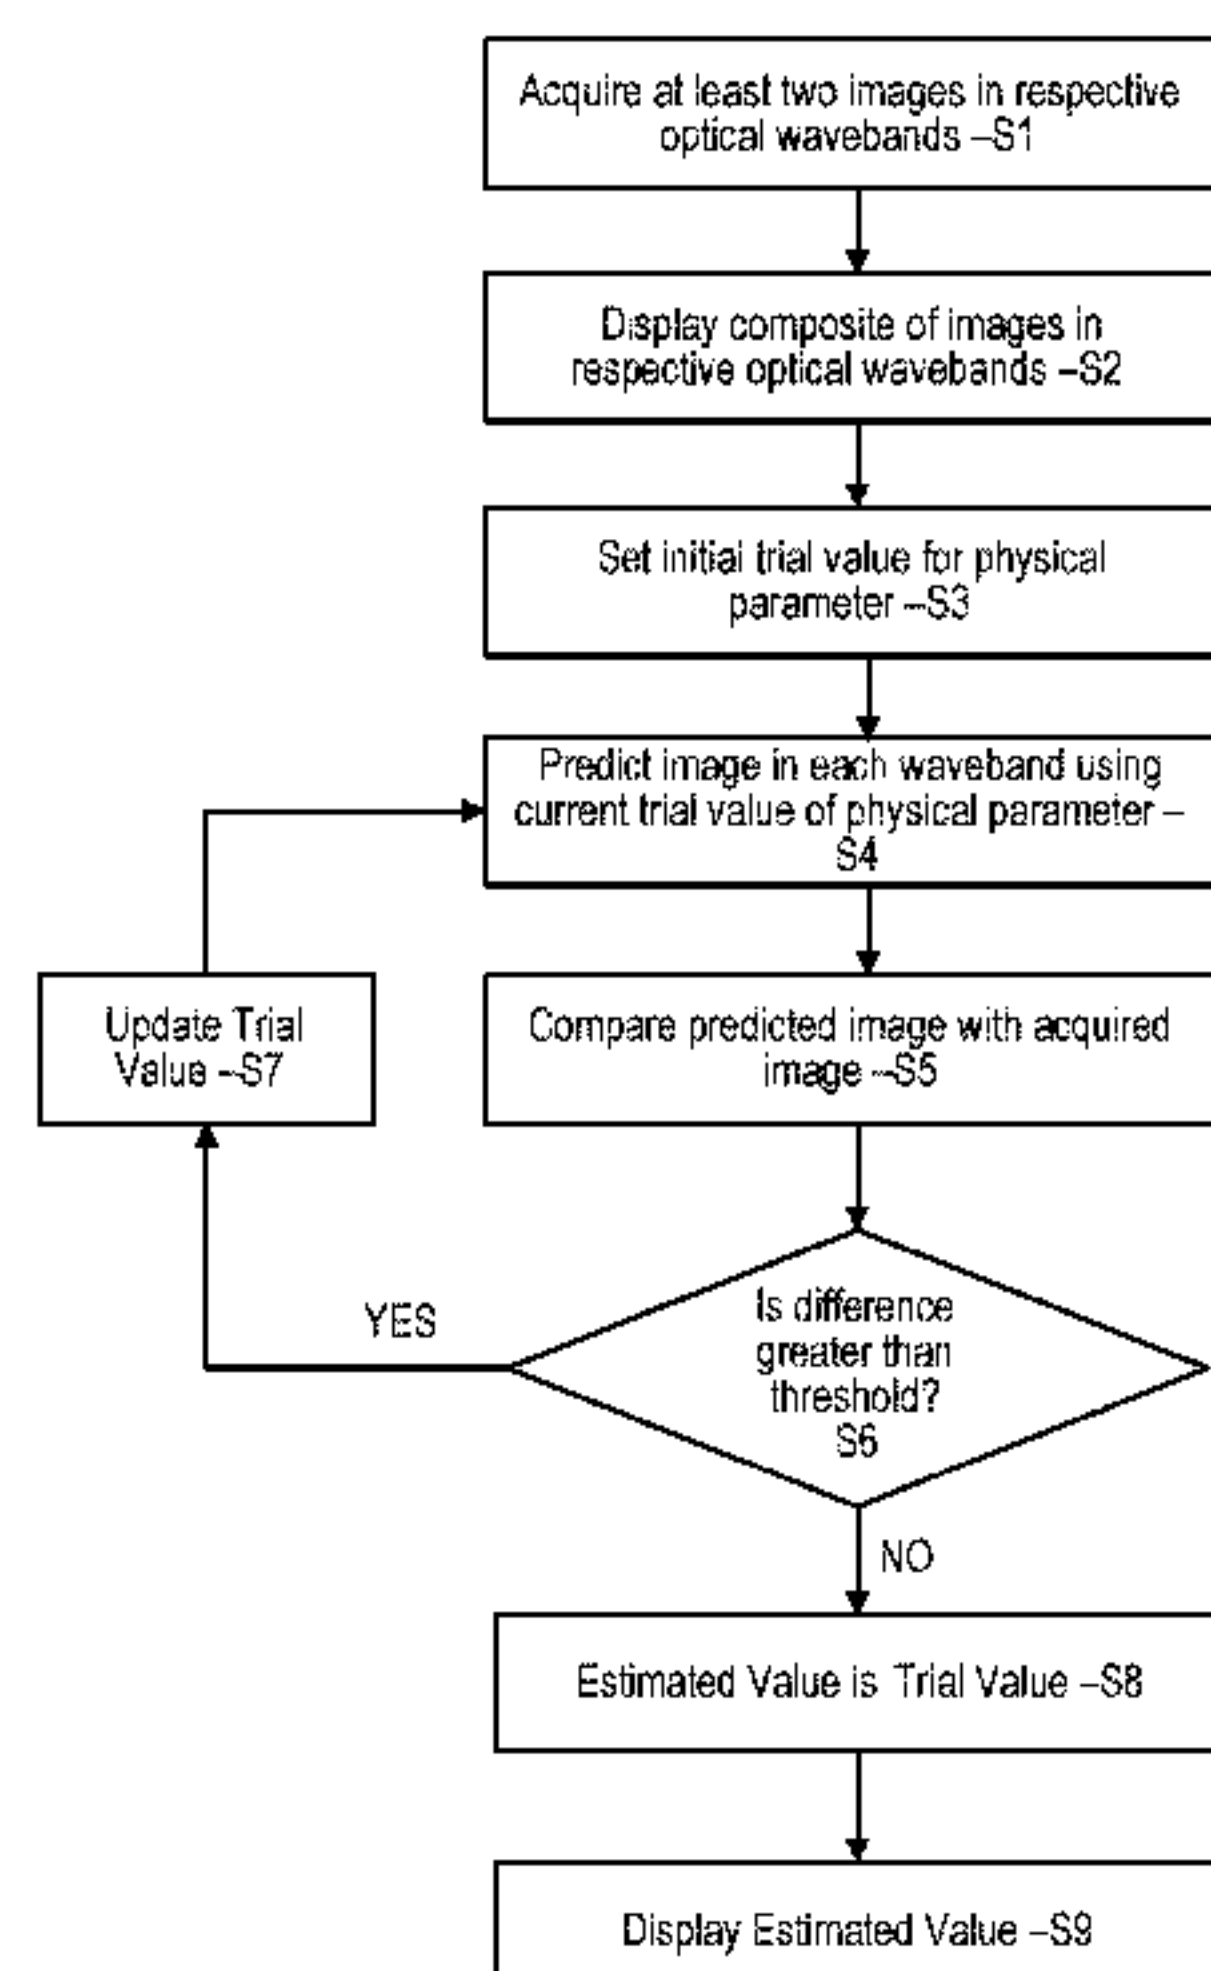 Acquire at least two images in respective
optical wavebands –S1
Display composite of images in
respective optical wavebands –S2
Set initial trial value for physical
parameter –S3
Predict image in each waveband using
current trial value of physical parameter –
S4
Update Trial
Value –S7
Compare predicted image with acquired
image –S5
YES
Is difference
greater than
threshold?
S6
NO
Estimated Value is Trial Value –S8
Display Estimated Value –S9